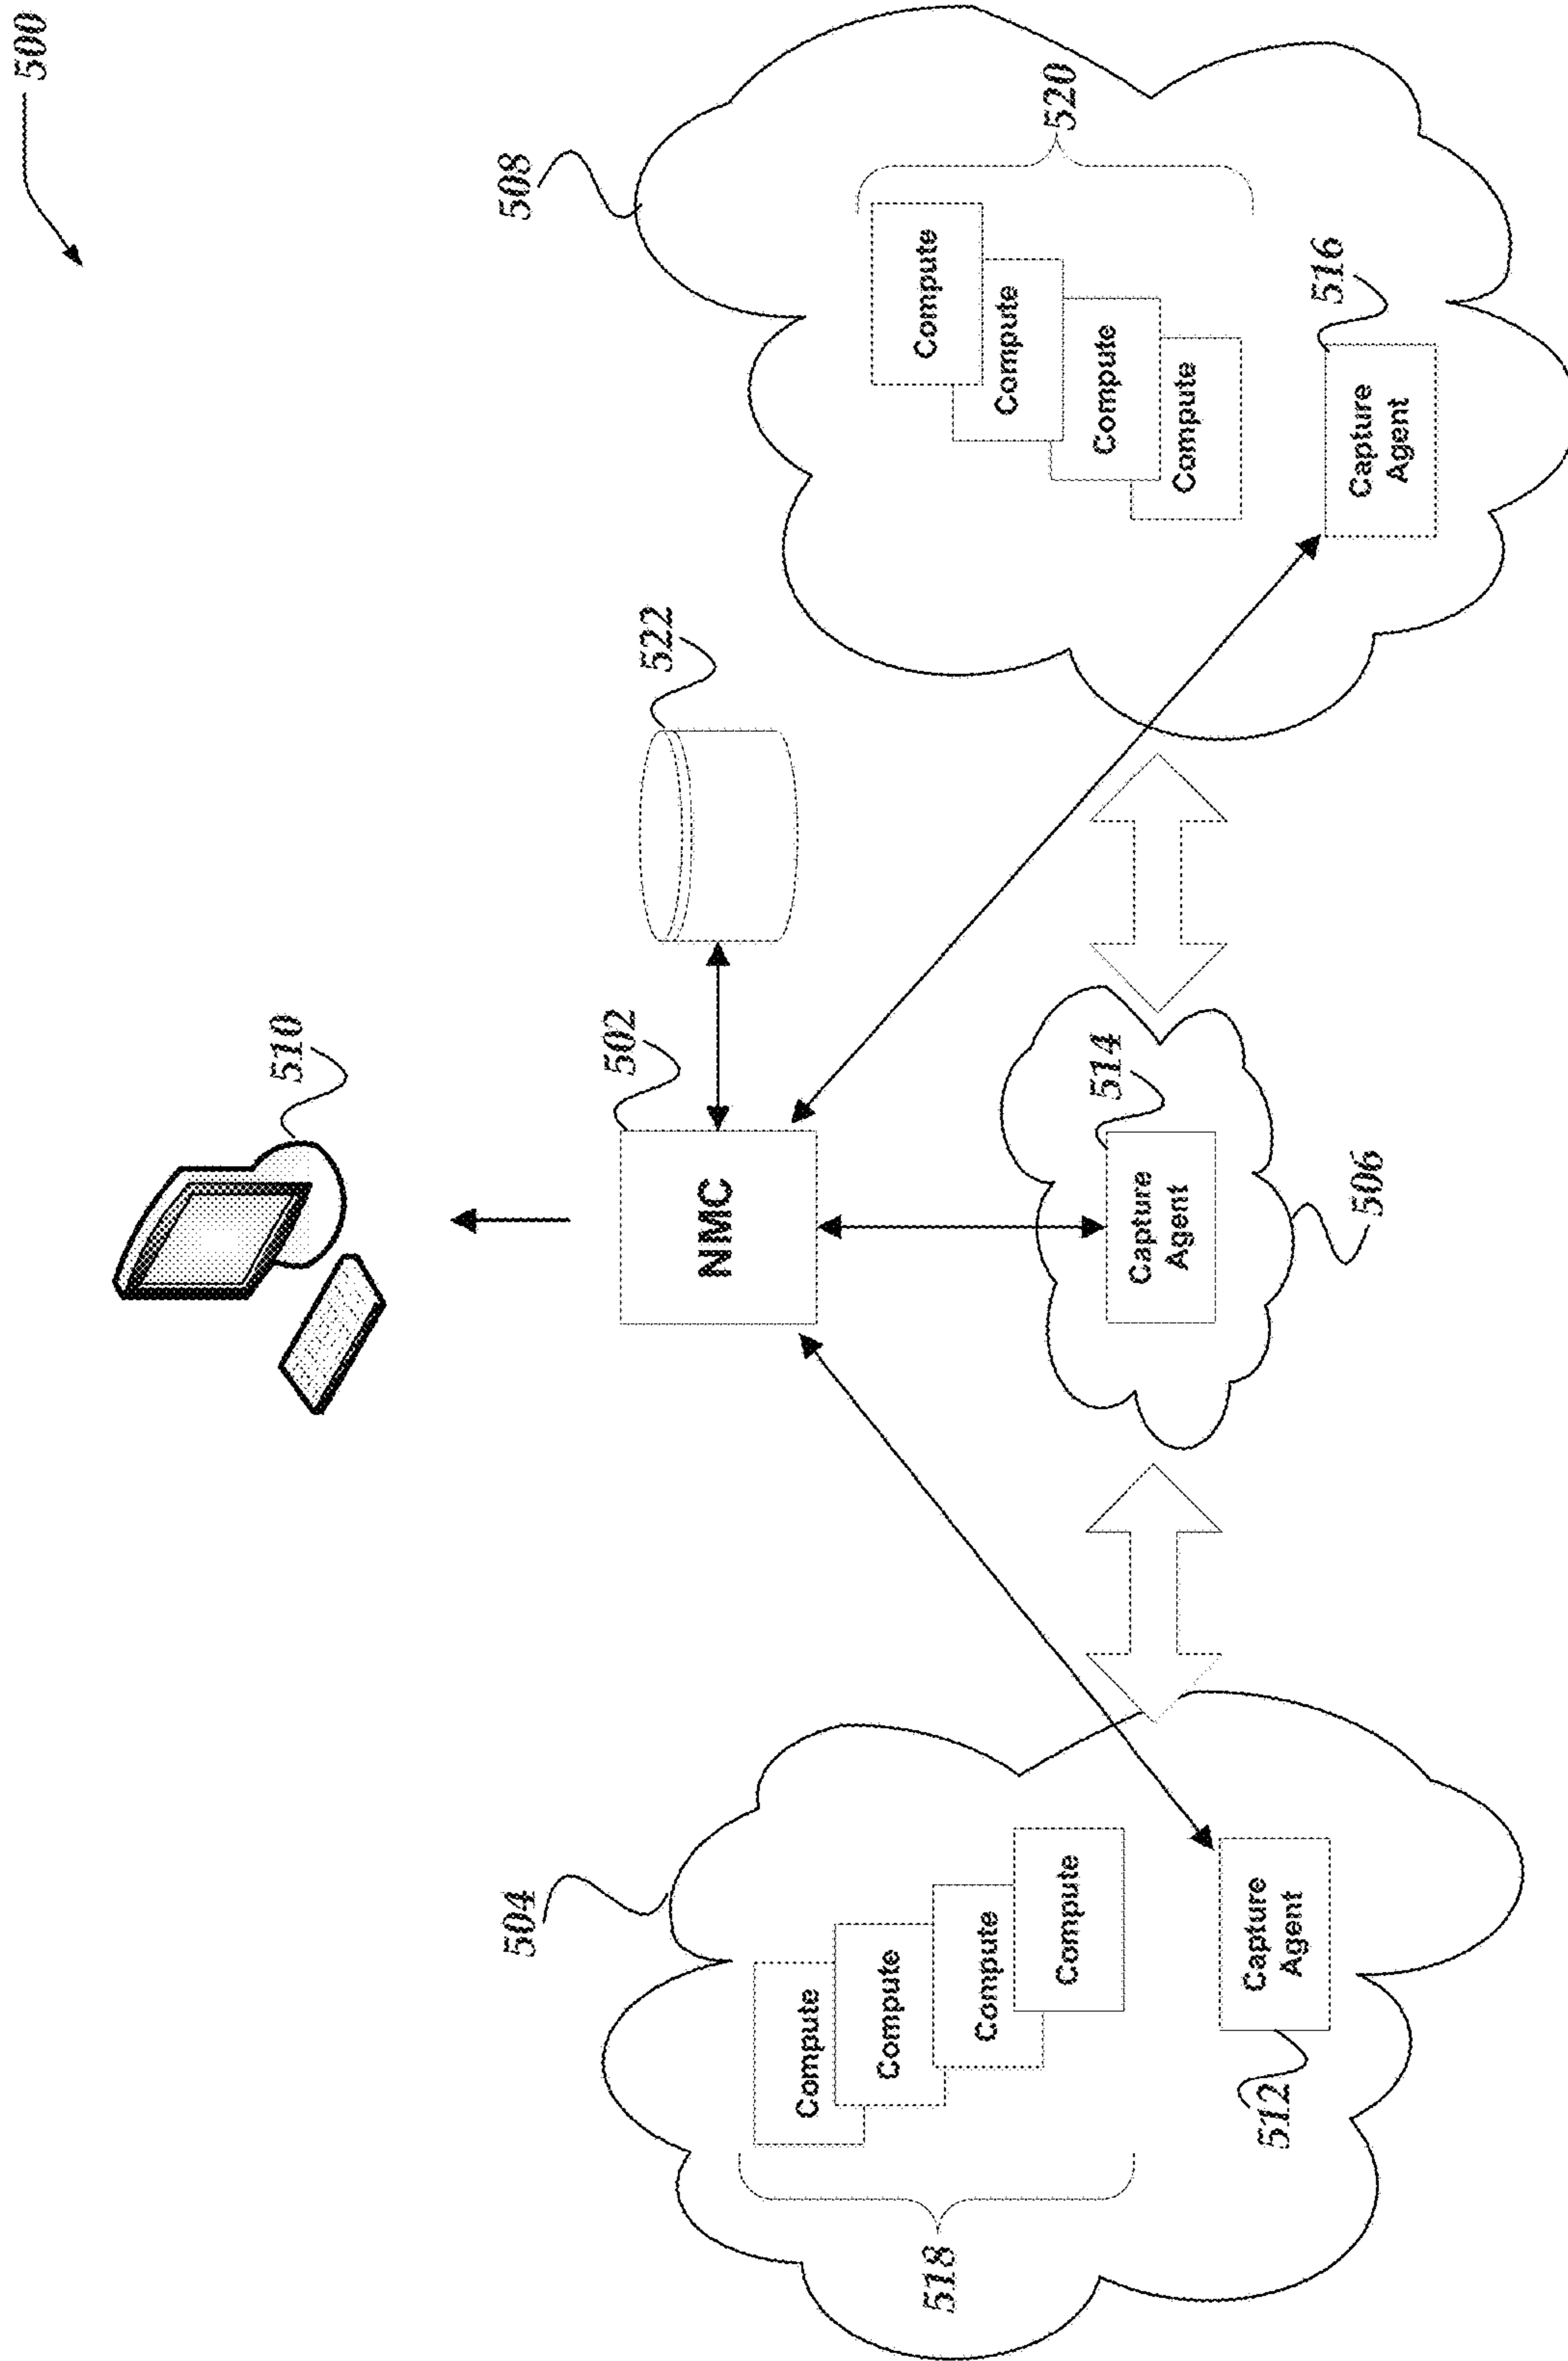 500
510
504
502
522
508
NMC
Compute
Compute
Compute
Compute
518
Compute
Compute
Compute
Compute
520
Capture
Agent
512
Capture
Agent
514
506
Capture
Agent
516